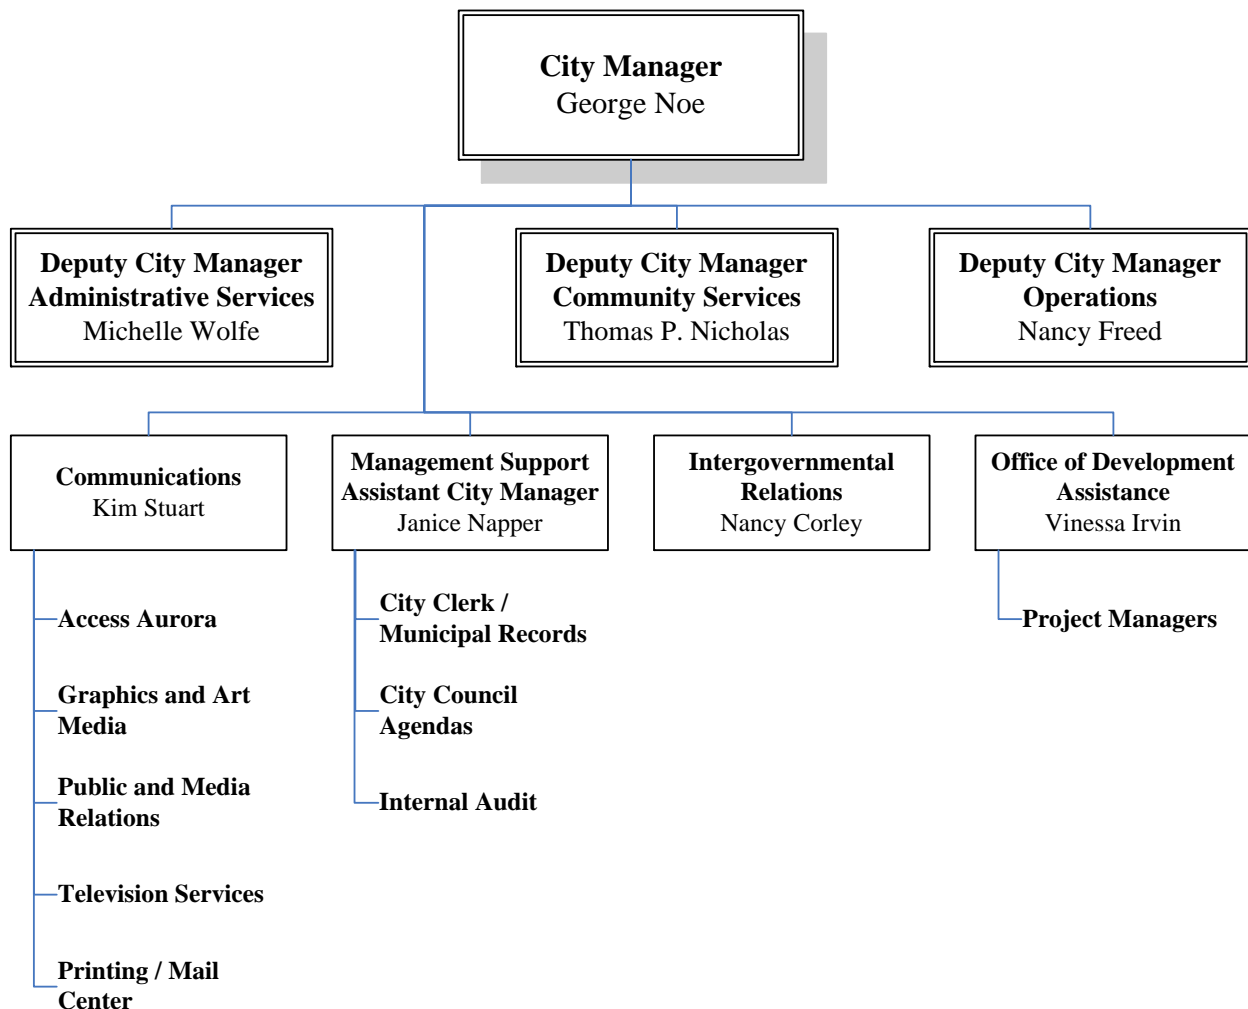 City Manager
George Noe
Deputy City Manager
Administrative Services
Michelle Wolfe
Deputy City Manager
Community Services
Thomas P. Nicholas
Deputy City Manager
Operations
Nancy Freed
Communications
Kim Stuart
Management Support
Assistant City Manager
Janice Napper
Intergovernmental
Relations
Nancy Corley
Office of Development
Assistance
Vinessa Irvin
Access Aurora
Graphics and Art
Media
Public and Media
Relations
Television Services
Printing / Mail
Center
City Clerk /
Municipal Records
City Council
Agendas
Internal Audit
Project Managers